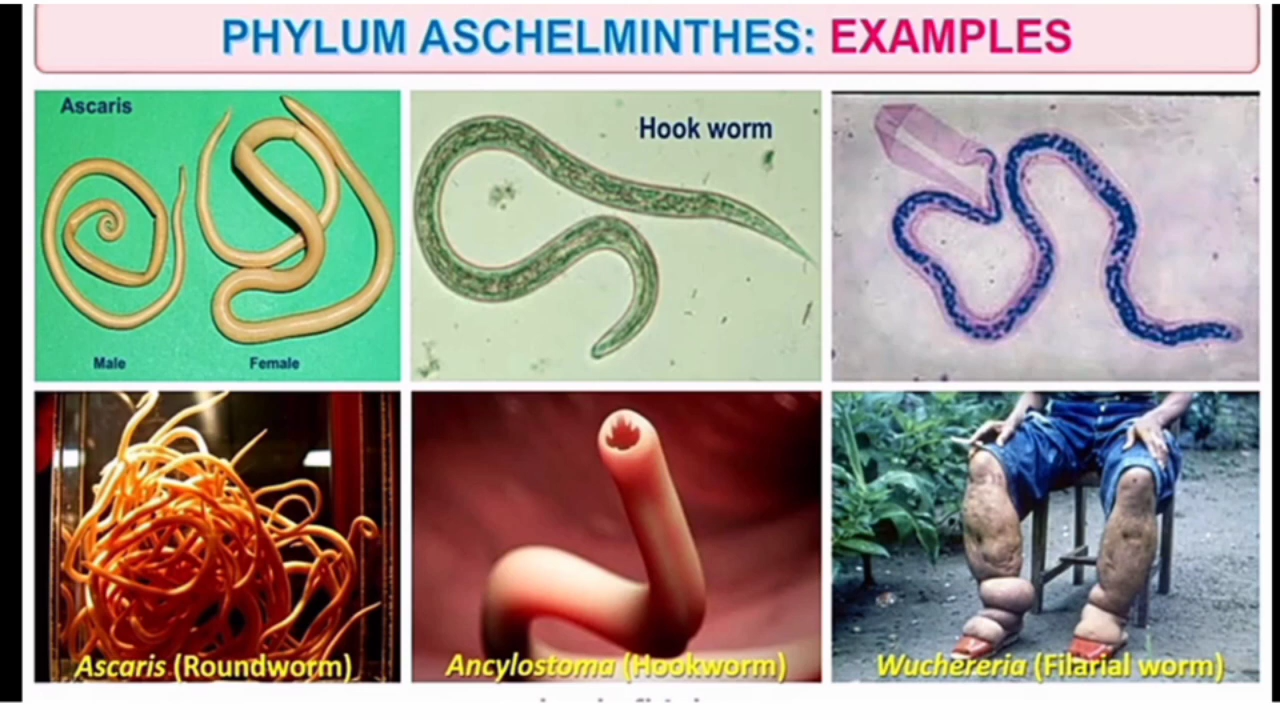 PHYLUM ASCHELMINTHES: EXAMPLES
Ascaris
Male
Female
Hook worm
Ascaris (Roundworm)
Ancylostoma (Hookworm)
Wuchereria (Filarial worm)